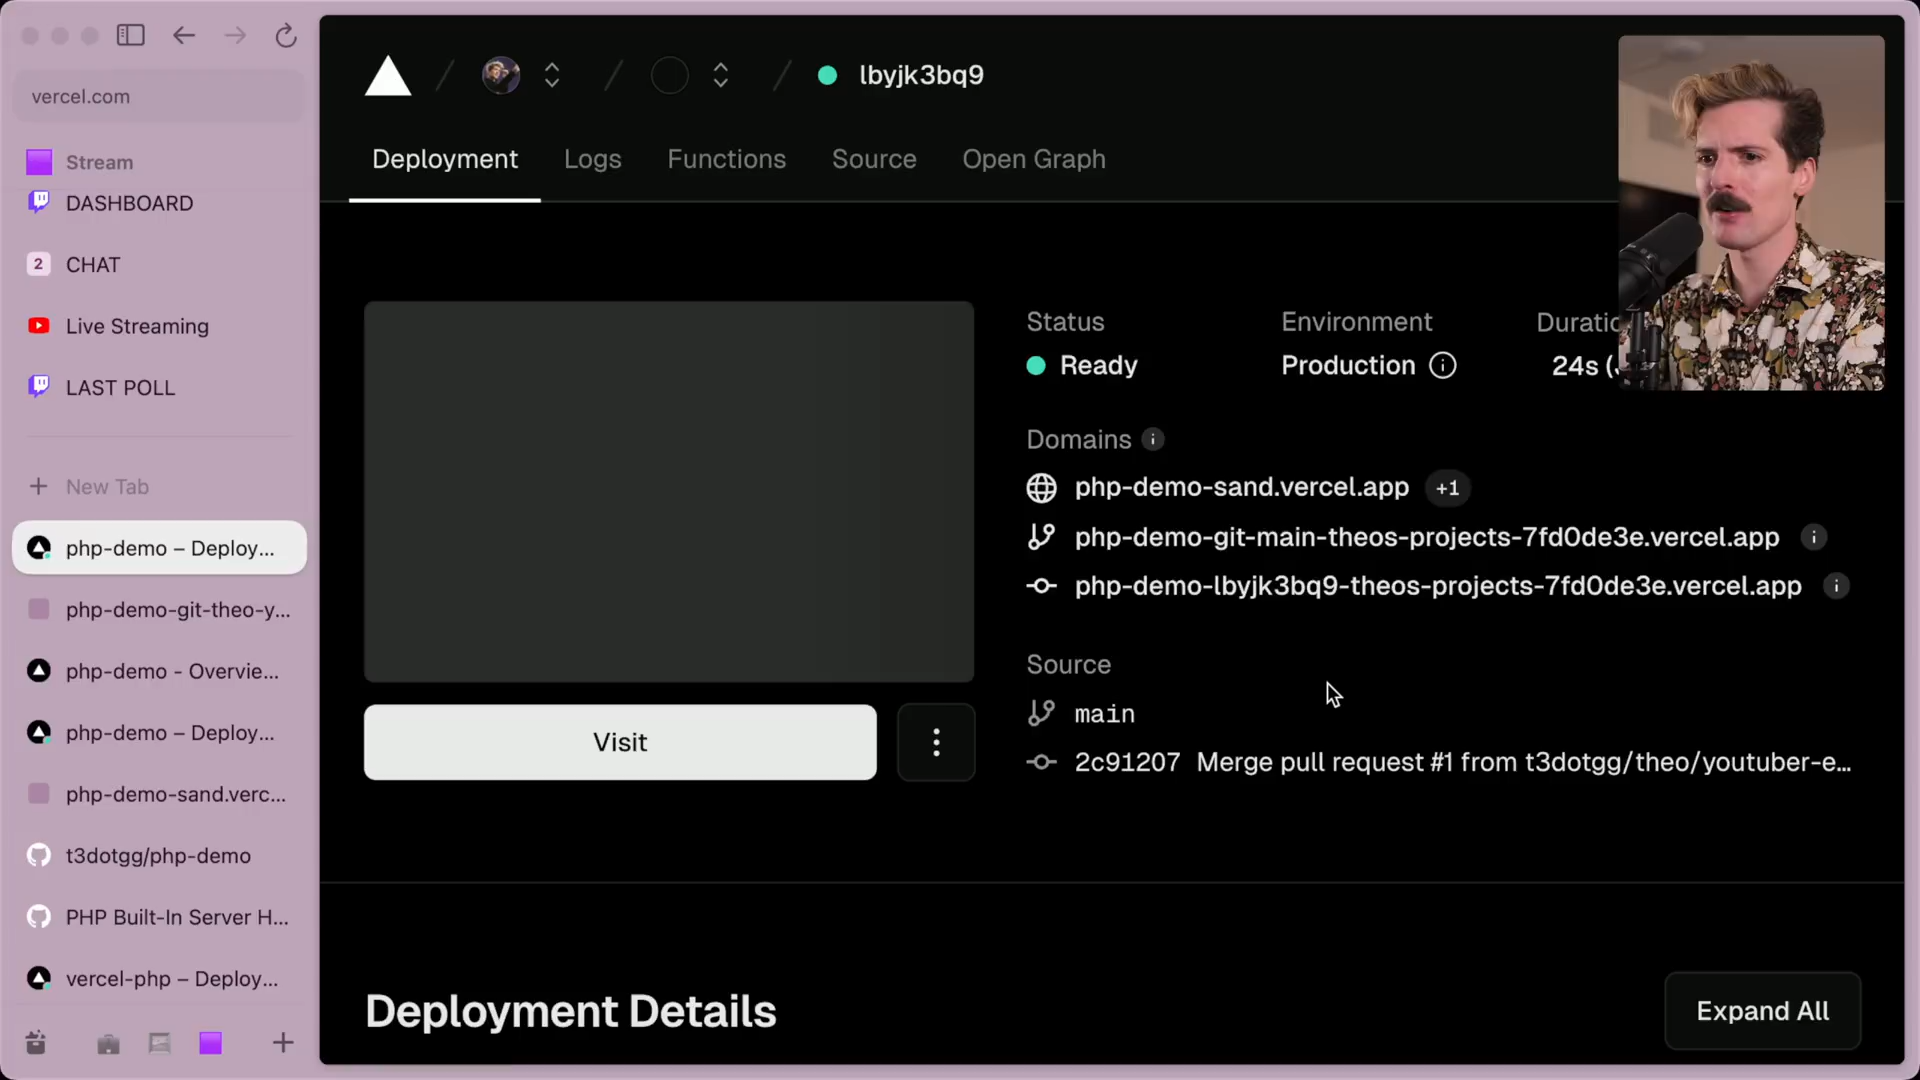 vercel.com
Stream
DASHBOARD
2 CHAT
Live Streaming
LAST POLL
New Tab
php-demo – Deploy...
php-demo-git-theo-y...
php-demo - Overvie...
php-demo – Deploy...
php-demo-sand.verc...
t3dotgg/php-demo
PHP Built-In Server H...
vercel-php – Deploy...
lbyjk3bq9
Deployment Logs Functions Source Open Graph
Status Environment
Ready Production 24s
Domains
php-demo-sand.vercel.app +1
php-demo-git-main-theos-projects-7fd0de3e.vercel.app
php-demo-lbyjk3bq9-theos-projects-7fd0de3e.vercel.app
Source
main
2c91207 Merge pull request #1 from t3dotgg/theo/youtuber-e...
Visit
Deployment Details
Expand All